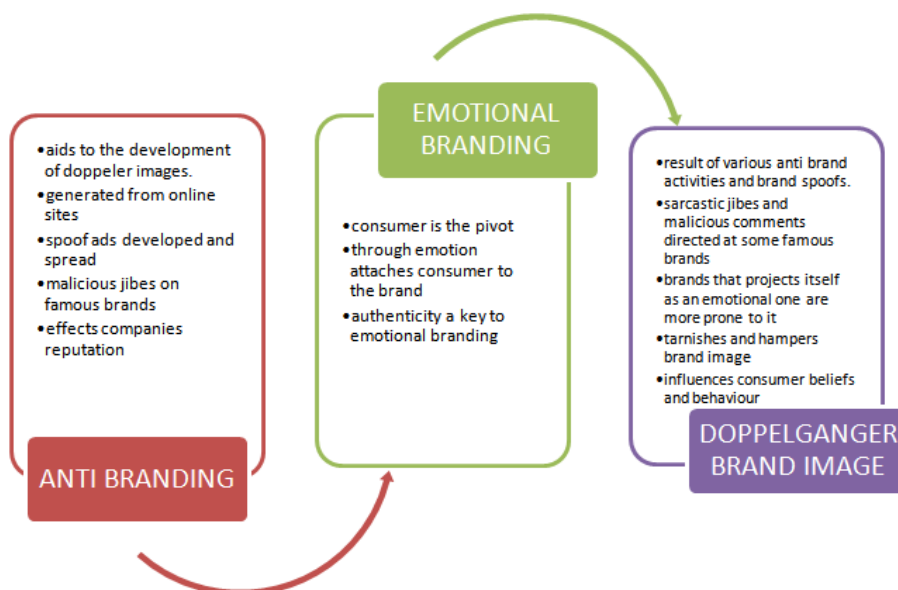 •aids to the development
of doppeler images.
•generated from online
sites
•spoof ads developed and
spread
•malicious jibes on
famous brands
•effects companies
reputation
ANTI BRANDING
EMOTIONAL
BRANDING
•consumer is the pivot
•through emotion
attaches consumer to
the brand
•authenticity a key to
emotional branding
•result of various anti brand
activities and brand spoofs.
•sarcastic jibes and
malicious comments
directed at some famous
brands
•brands that projects itself
as an emotional one are
more prone to it
•tarnishes and hampers
brand image
•influences consumer beliefs
and behaviour
DOPPELGANGER
BRAND IMAGE